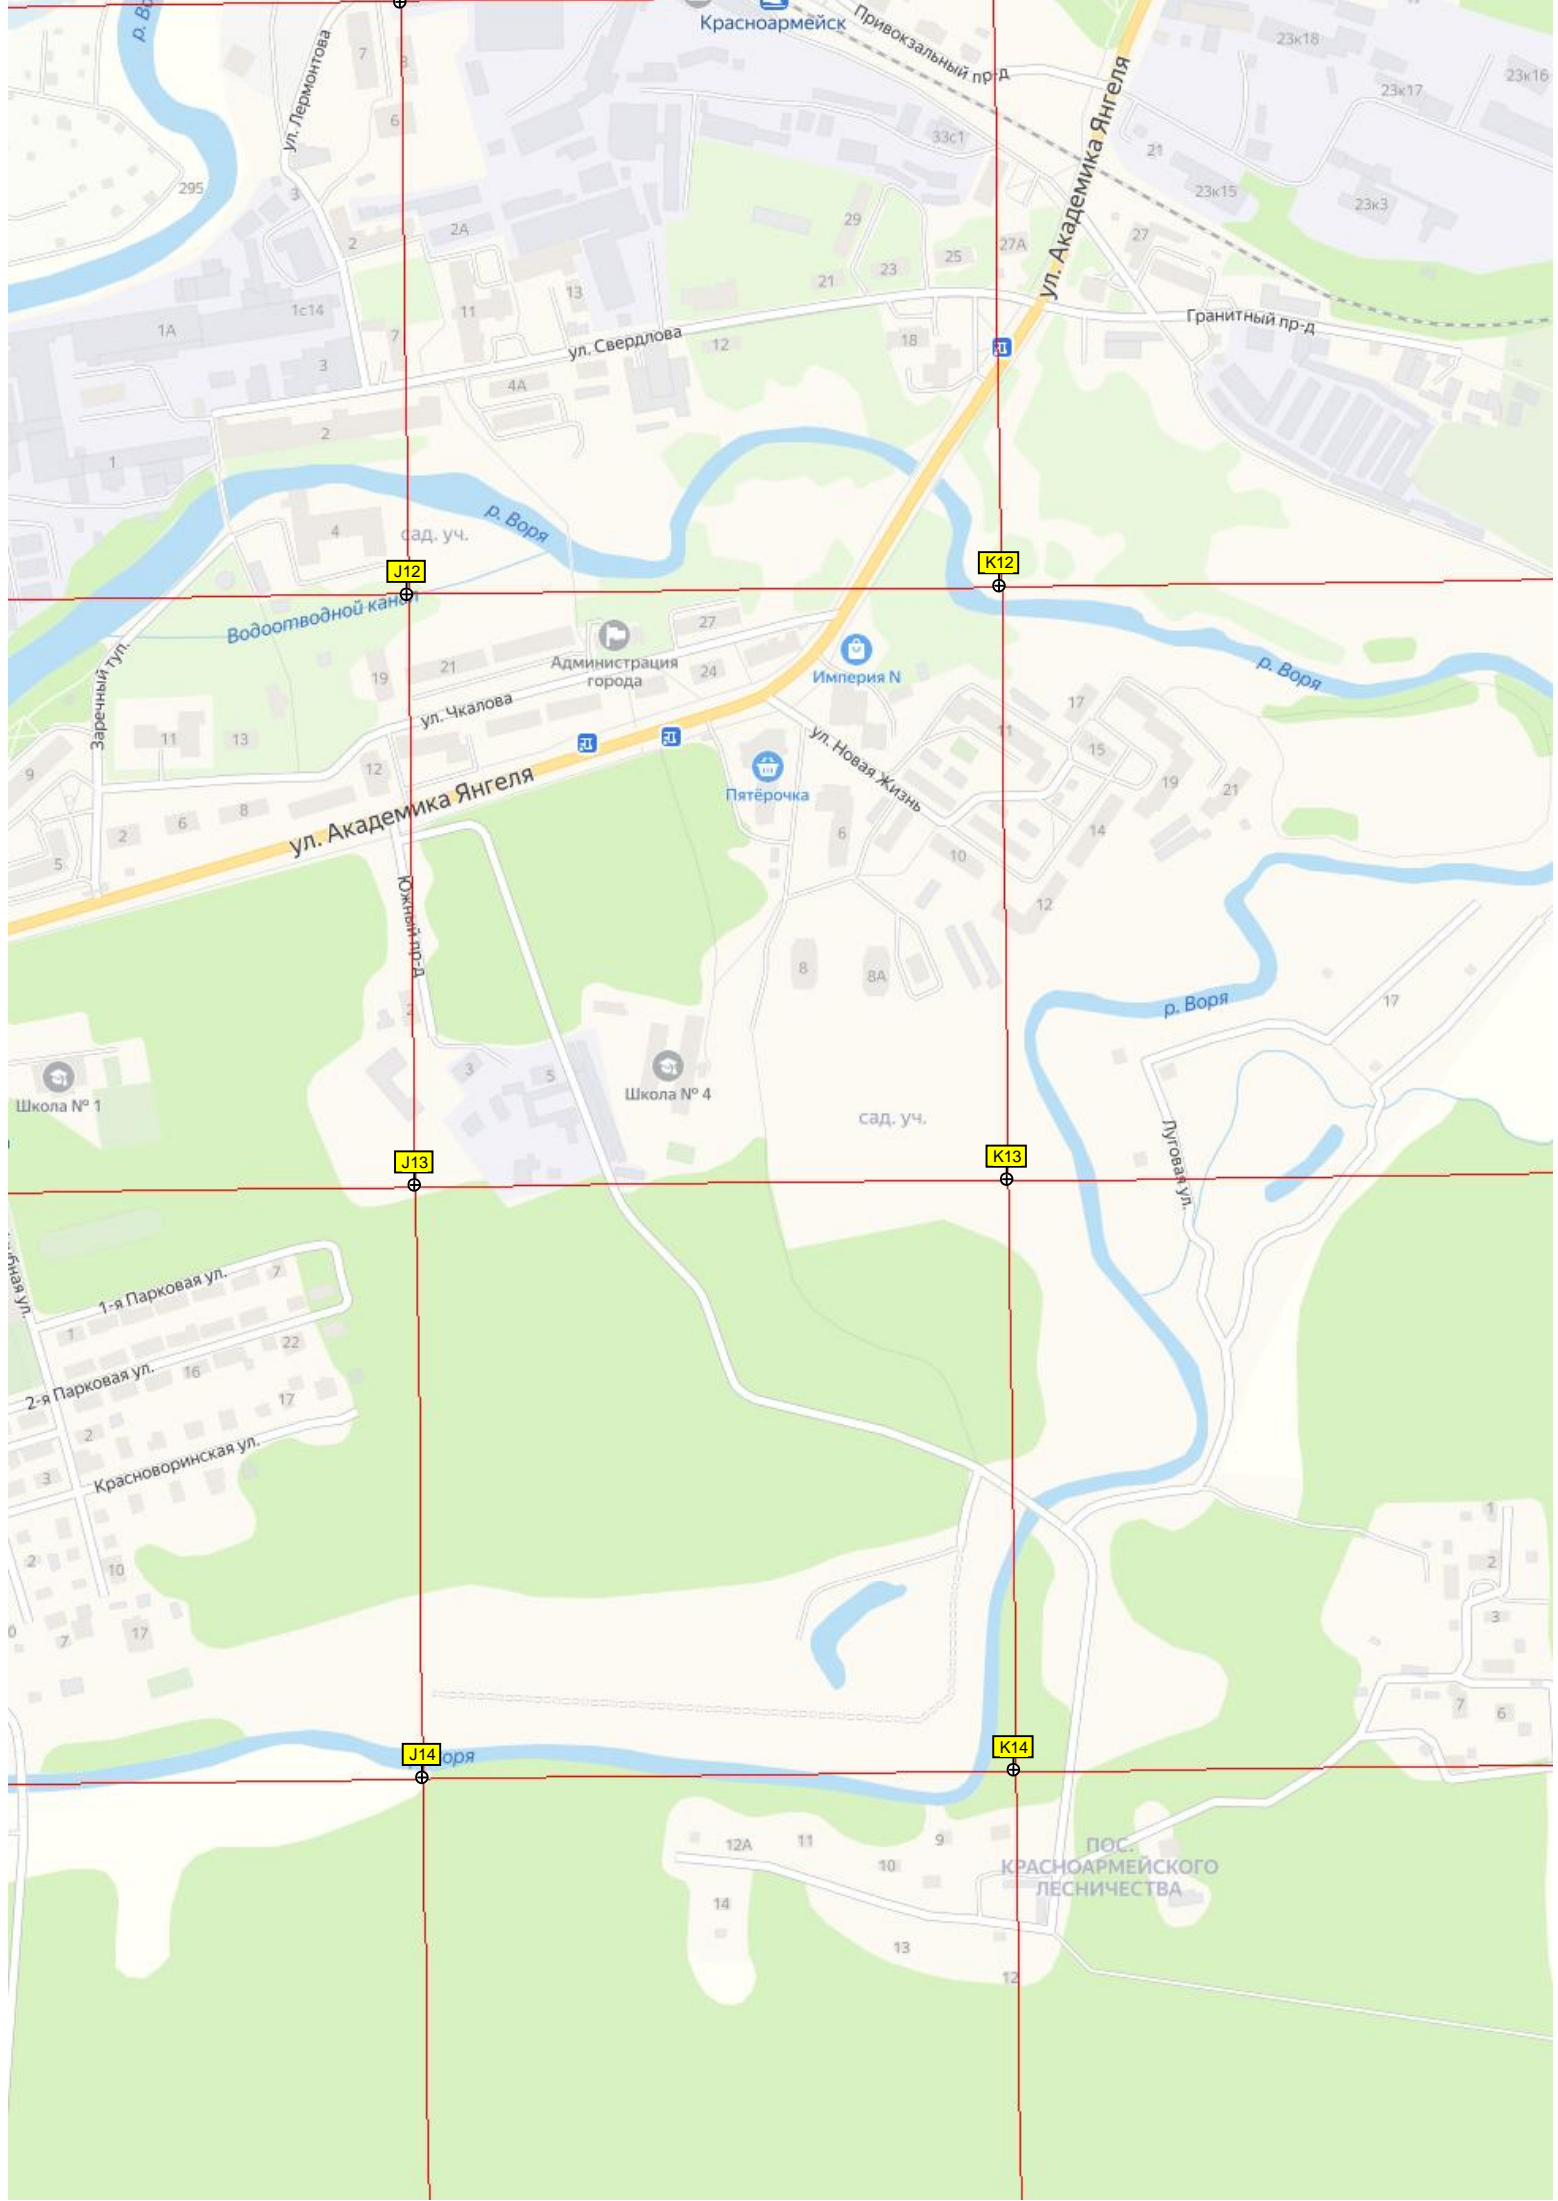 р. Во
Красноармейск
Привокзальный пр-д
23к18
23к16
23к17
7
8
ул. Лермонтова
6
33с1
ул. Академика Янгеля
21
295
3
23к15
23к3
2
2А
29
27
27А
25
23
21
13
1с14
11
1А
7
Гранитный пр-д
ул. Свердлова
12
18
3
4А
2
1
р. Воря
4
сад. уч.
J12
K12
Водоотводной канал
27
Администрация
города
Империя N
р. Воря
Заречный туп.
19
21
24
ул. Чкалова
17
11
13
11
15
ул. Новая Жизнь
9
12
Пятёрочка
19
21
ул. Академика Янгеля
8
6
2
6
14
5
10
12
Южный пр-д
8
8А
р. Воря
17
2
3
5
Школа № 1
Школа № 4
сад. уч.
Луговая ул.
J13
K13
1-я Парковая ул.
7
1
22
2-я Парковая ул.
16
17
2
Красноворинская ул.
3
1
2
10
2
3
7
17
7
6
J14
оря
K14
12А
11
9
10
ПОС.
КРАСНОАРМЕЙСКОГО
ЛЕСНИЧЕСТВА
14
13
12